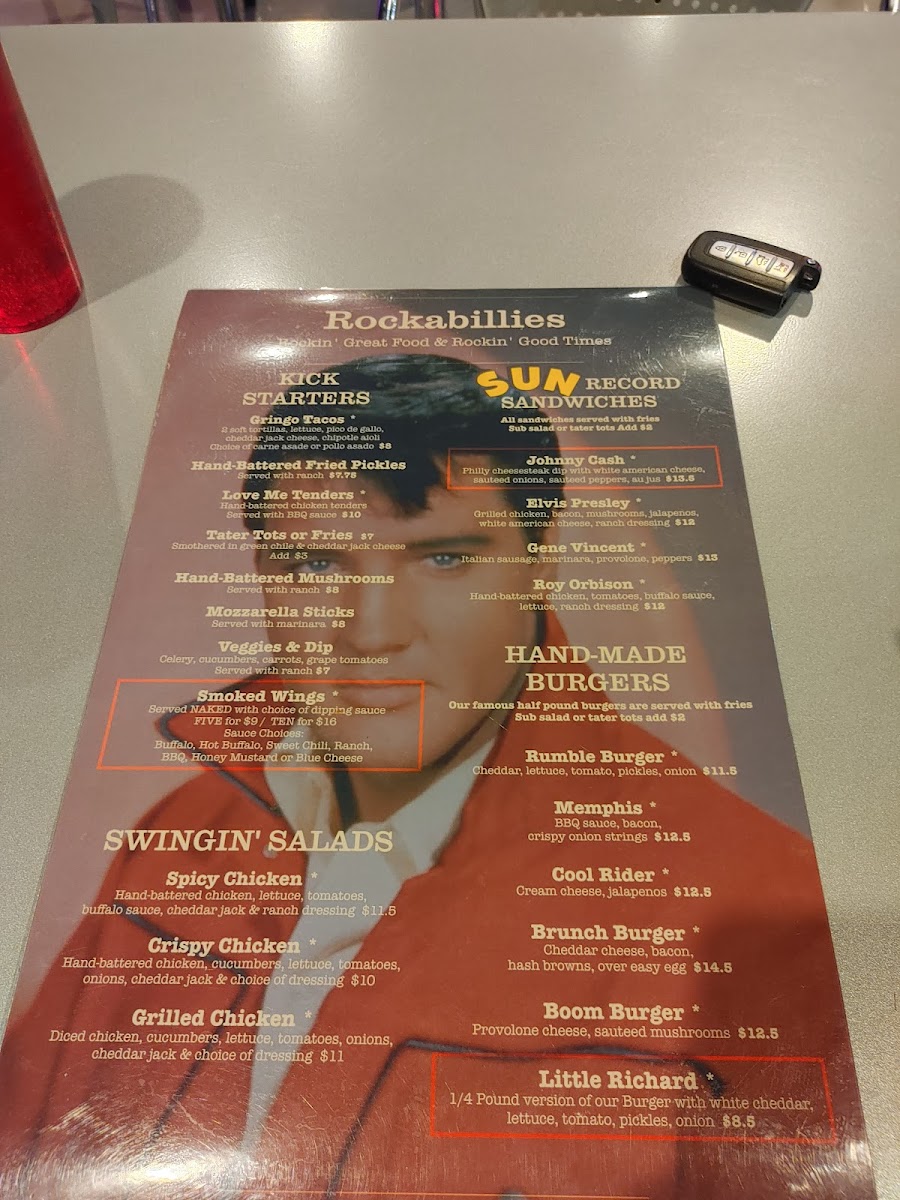 Rockabillies
Rockin' Great Food & Rockin' Good Times
KICK
STARTERS
Gringo Tacos *
2 soft tortillas, lettuce, pico de gallo,
cheddar jack cheese, chipotle aioli
Choice of carne asade or pollo asado $8
Hand-Battered Fried Pickles
Served with ranch $7.75
Love Me Tenders *
Hand-battered chicken tenders
Served with BBQ sauce $10
Tater Tots or Fries $7
Smothered in green chile & cheddar jack cheese
Add $3
Hand-Battered Mushrooms
Served with ranch $8
Mozzarella Sticks
Served with marinara $8
Veggies & Dip
Celery, cucumbers, carrots, grape tomatoes
Served with ranch $7
Smoked Wings *
Served NAKED with choice of dipping sauce
FIVE for $9 / TEN for $16
Sauce Choices:
Buffalo, Hot Buffalo, Sweet Chili, Ranch,
BBQ, Honey Mustard or Blue Cheese
SWINGIN' SALADS
Spicy Chicken *
Hand-battered chicken, lettuce, tomatoes,
buffalo sauce, cheddar jack & ranch dressing $11.5
Crispy Chicken *
Hand-battered chicken, cucumbers, lettuce, tomatoes,
onions, cheddar jack & choice of dressing $10
Grilled Chicken *
Diced chicken, cucumbers, lettuce, tomatoes, onions,
cheddar jack & choice of dressing $11
SUN RECORD
SANDWICHES
All sandwiches served with fries
Sub salad or tater tots Add $2
Johnny Cash *
Philly cheesesteak dip with white american cheese,
sauteed onions, sauteed peppers, au jus $13.5
Elvis Presley *
Grilled chicken, bacon, mushrooms, jalapenos,
white american cheese, ranch dressing $12
Gene Vincent *
Italian sausage, marinara, provolone, peppers $13
Roy Orbison *
Hand-battered chicken, tomatoes, buffalo sauce,
lettuce, ranch dressing $12
HAND-MADE
BURGERS
Our famous half pound burgers are served with fries
Sub salad or tater tots add $2
Rumble Burger *
Cheddar, lettuce, tomato, pickles, onion $11.5
Memphis *
BBQ sauce, bacon,
crispy onion strings $12.5
Cool Rider *
Cream cheese, jalapenos $12.5
Brunch Burger *
Cheddar cheese, bacon,
hash browns, over easy egg $14.5
Boom Burger *
Provolone cheese, sauteed mushrooms $12.5
Little Richard *
1/4 Pound version of our Burger with white cheddar,
lettuce, tomato, pickles, onion $8.5